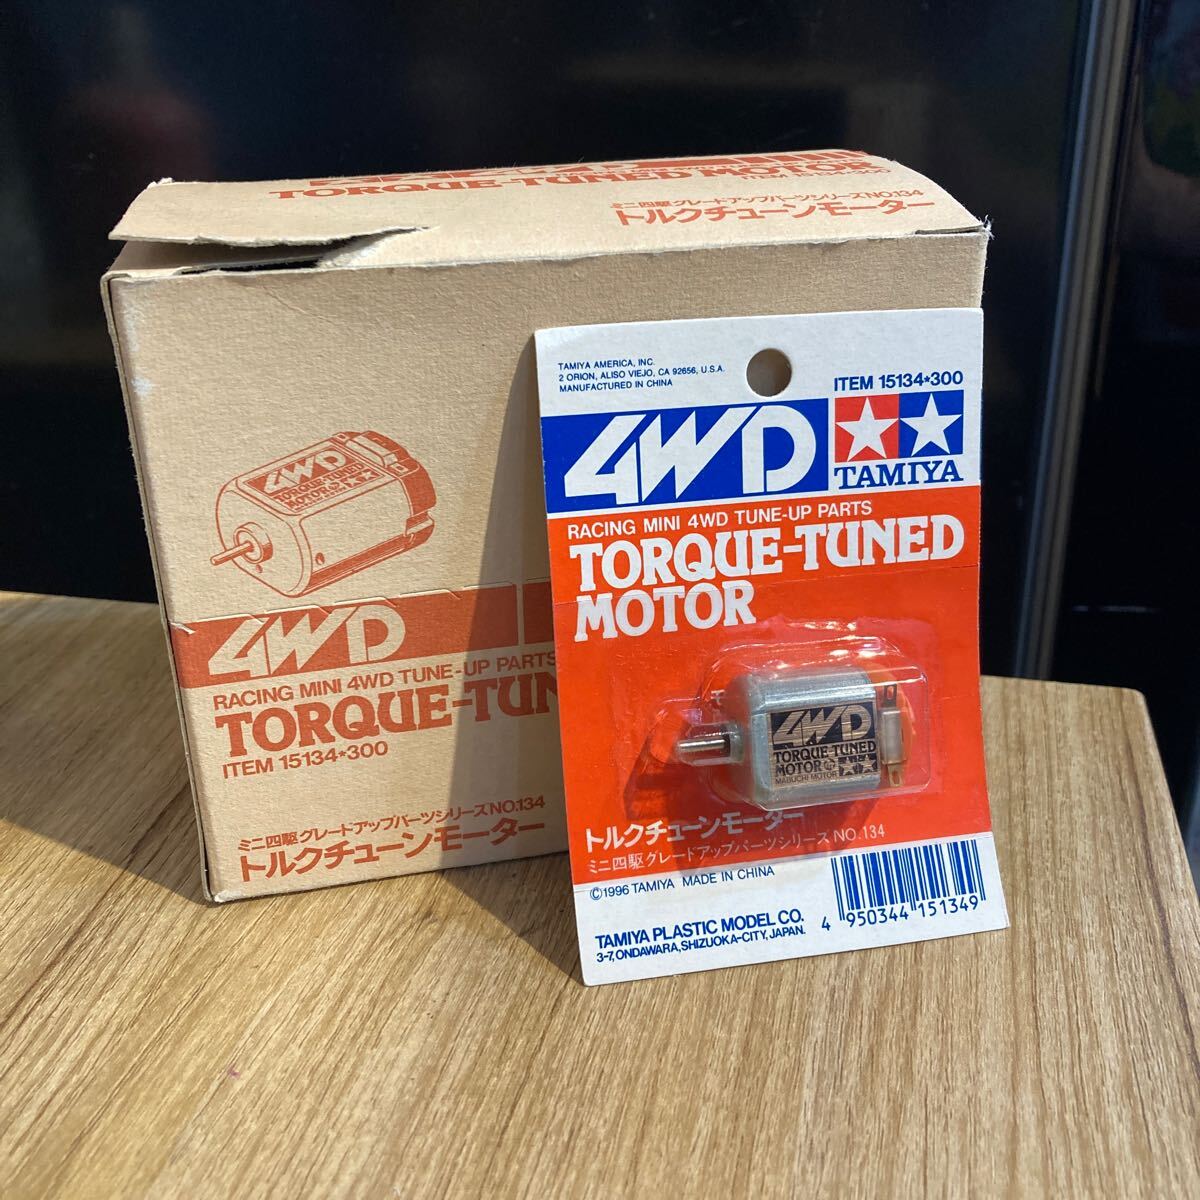 TORQUE-TUNED MOTOR
ITEM 15134*300
ミニ四駆グレードアップパーツシリーズNO.134
トルクチューンモーター
4WD
TORQUE-TUNED
MOTOR
4WD
RACING MINI 4WD TUNE-UP PARTS
TORQUE-TUN
ITEM 15134*300
ミニ四駆グレードアップパーツシリーズNO.134
トルクチューンモーター
TAMIYA AMERICA, INC.
2 ORION, ALISO VIEJO, CA 92656, U.S.A.
MANUFACTURED IN CHINA
ITEM 15134*300
4WD
TAMIYA
RACING MINI 4WD TUNE-UP PARTS
TORQUE-TUNED
MOTOR
4WD
TORQUE-TUNED
MOTOR
MABUCHI MOTOR
トルクチューンモーター
ミニ四駆グレードアップパーツシリーズ NO.134
©1996 TAMIYA MADE IN CHINA
TAMIYA PLASTIC MODEL CO.
3-7, ONDAWARA, SHIZUOKA-CITY, JAPAN.
4 950344 151349